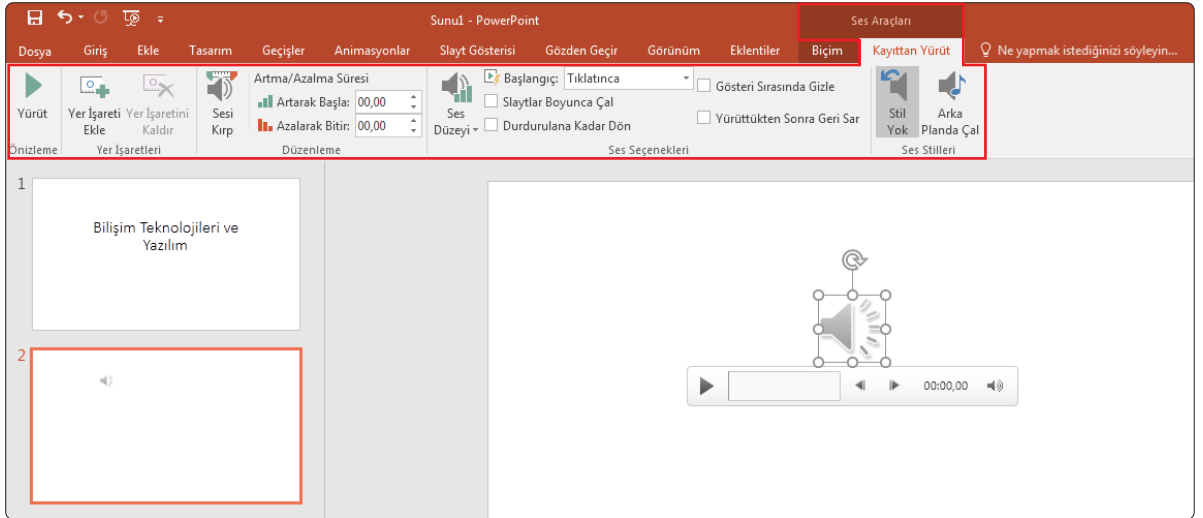 Sunu1 - PowerPoint
Ses Araçları
Dosya Giriş Ekle Tasarım Geçişler Animasyonlar Slayt Gösterisi Gözden Geçir Görünüm Eklentiler Biçim Kayıttan Yürüt Ne yapmak istediğinizi söyleyin...
Yürüt
Önizleme
Yer İşareti
Ekle
Yer İşaretini
Kaldır
Yer İşaretleri
Sesi
Kırp
Artma/Azalma Süresi
Artarak Başla: 00,00
Azalarak Bitir: 00,00
Düzenleme
Ses
Düzeyi
Başlangıç: Tıklatınca
Slaytlar Boyunca Çal
Durdurulana Kadar Dön
Gösteri Sırasında Gizle
Yürüttükten Sonra Geri Sar
Ses Seçenekleri
Stil
Yok
Arka
Planda Çal
Ses Stilleri
1
Bilişim Teknolojileri ve
Yazılım
2
00:00,00